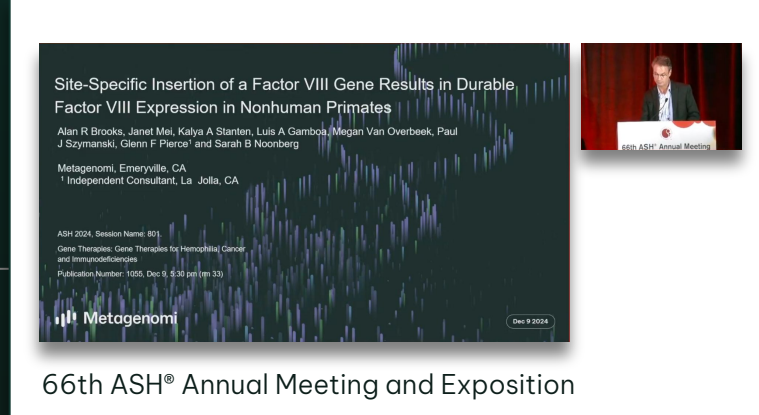 Site-Specific Insertion of a Factor VIII Gene Results in Durable
Factor VIII Expression in Nonhuman Primates
Alan R Brooks, Janet Mei, Kalya A Stanten, Luis A Gamboa, Megan Van Overbeek, Paul
J Szymanski, Glenn F Pierce¹ and Sarah B Noonberg
Metagenomi, Emeryville, CA
¹ Independent Consultant, La Jolla, CA
ASH 2024, Session Name: 801.
Gene Therapies: Gene Therapies for Hemophilia| Cancer
and Immunodeficiencies
Publication Number: 1055, Dec 9, 5:30 pm (rm 33)
Metagenomi
Dec 9 2024
66th ASH® Annual Meeting
66th ASH® Annual Meeting and Exposition